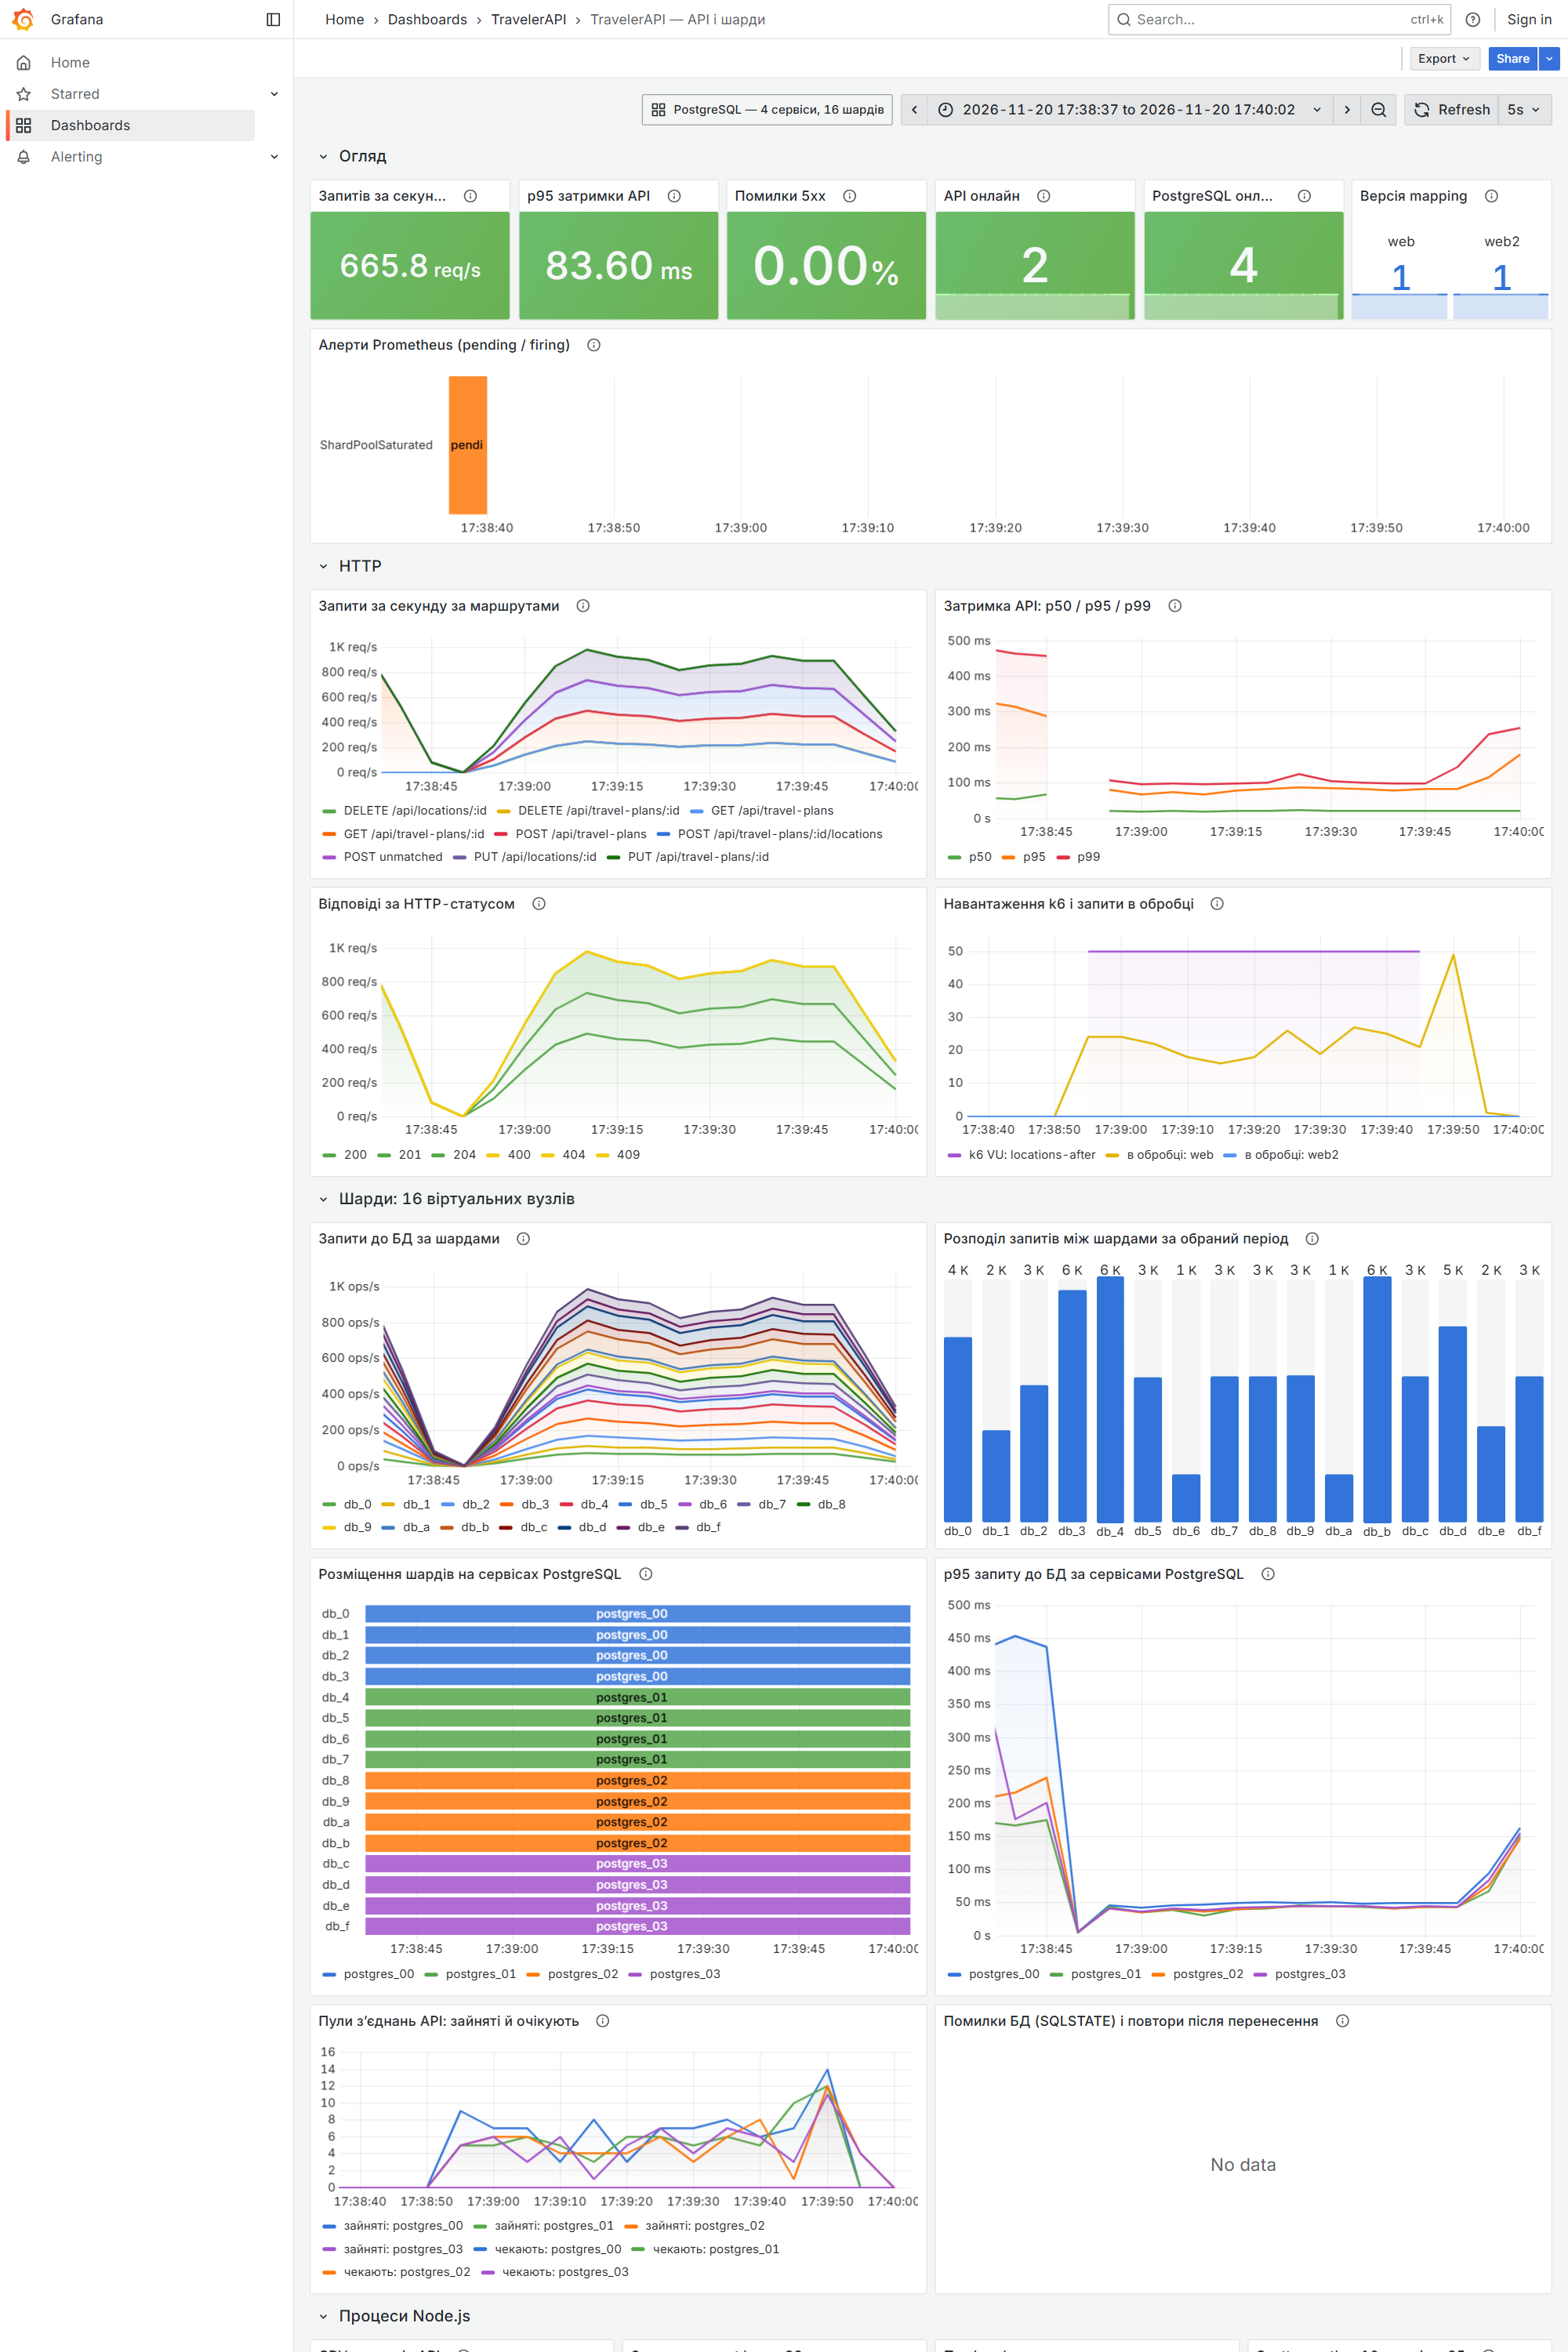 Grafana
Home › Dashboards › TravelerAPI › TravelerAPI — API і шарди
Search... ctrl+k
Sign in
Home
Starred
Dashboards
Alerting
Export
Share
PostgreSQL — 4 сервіси, 16 шардів
2026-11-20 17:38:37 to 2026-11-20 17:40:02
Refresh 5s
Огляд
Запитів за секун...
p95 затримки API
Помилки 5xx
API онлайн
PostgreSQL онл...
Версія mapping
665.8 req/s
83.60 ms
0.00%
2
4
web
1
web2
1
Алерти Prometheus (pending / firing)
ShardPoolSaturated
pendi
17:38:40 17:38:50 17:39:00 17:39:10 17:39:20 17:39:30 17:39:40 17:39:50 17:40:00
HTTP
Запити за секунду за маршрутами
1K req/s
800 req/s
600 req/s
400 req/s
200 req/s
0 req/s
17:38:45 17:39:00 17:39:15 17:39:30 17:39:45 17:40:00
DELETE /api/locations/:id DELETE /api/travel-plans/:id GET /api/travel-plans
GET /api/travel-plans/:id POST /api/travel-plans POST /api/travel-plans/:id/locations
POST unmatched PUT /api/locations/:id PUT /api/travel-plans/:id
Затримка API: p50 / p95 / p99
500 ms
400 ms
300 ms
200 ms
100 ms
0 s
17:38:45 17:39:00 17:39:15 17:39:30 17:39:45 17:40:00
p50 p95 p99
Відповіді за HTTP-статусом
1K req/s
800 req/s
600 req/s
400 req/s
200 req/s
0 req/s
17:38:45 17:39:00 17:39:15 17:39:30 17:39:45 17:40:00
200 201 204 400 404 409
Навантаження k6 і запити в обробці
50
40
30
20
10
0
17:38:40 17:38:50 17:39:00 17:39:10 17:39:20 17:39:30 17:39:40 17:39:50 17:40:00
k6 VU: locations-after в обробці: web в обробці: web2
Шарди: 16 віртуальних вузлів
Запити до БД за шардами
1K ops/s
800 ops/s
600 ops/s
400 ops/s
200 ops/s
0 ops/s
17:38:45 17:39:00 17:39:15 17:39:30 17:39:45 17:40:00
db_0 db_1 db_2 db_3 db_4 db_5 db_6 db_7 db_8
db_9 db_a db_b db_c db_d db_e db_f
Розподіл запитів між шардами за обраний період
4 K 2 K 3 K 6 K 6 K 3 K 1 K 3 K 3 K 3 K 1 K 6 K 3 K 5 K 2 K 3 K
db_0 db_1 db_2 db_3 db_4 db_5 db_6 db_7 db_8 db_9 db_a db_b db_c db_d db_e db_f
Розміщення шардів на сервісах PostgreSQL
db_0 postgres_00
db_1 postgres_00
db_2 postgres_00
db_3 postgres_00
db_4 postgres_01
db_5 postgres_01
db_6 postgres_01
db_7 postgres_01
db_8 postgres_02
db_9 postgres_02
db_a postgres_02
db_b postgres_02
db_c postgres_03
db_d postgres_03
db_e postgres_03
db_f postgres_03
17:38:45 17:39:00 17:39:15 17:39:30 17:39:45 17:40:00
postgres_00 postgres_01 postgres_02 postgres_03
p95 запиту до БД за сервісами PostgreSQL
500 ms
450 ms
400 ms
350 ms
300 ms
250 ms
200 ms
150 ms
100 ms
50 ms
0 s
17:38:45 17:39:00 17:39:15 17:39:30 17:39:45 17:40:00
postgres_00 postgres_01 postgres_02 postgres_03
Пули з’єднань API: зайняті й очікують
16
14
12
10
8
6
4
2
0
17:38:40 17:38:50 17:39:00 17:39:10 17:39:20 17:39:30 17:39:40 17:39:50 17:40:00
зайняті: postgres_00 зайняті: postgres_01 зайняті: postgres_02
зайняті: postgres_03 чекають: postgres_00 чекають: postgres_01
чекають: postgres_02 чекають: postgres_03
Помилки БД (SQLSTATE) і повтори після перенесення
No data
Процеси Node.js